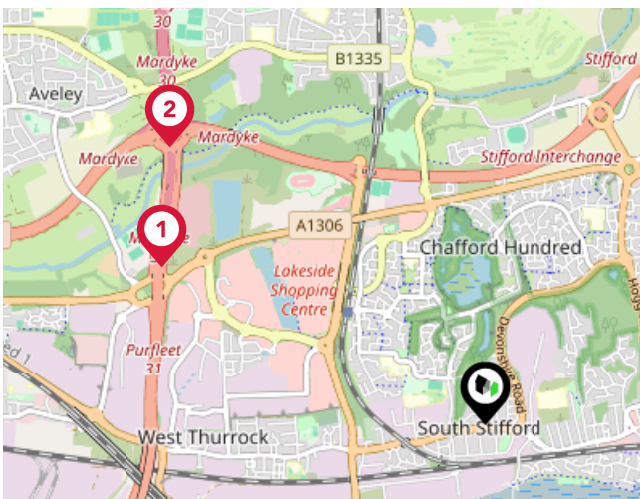 30
Mardyke
30
B1335
Stifford
Aveley
2
Mardyke
Mardyke
Stifford Interchange
1
A1306
Chafford Hundred
Lakeside
Shopping
Centre
Hogg
Purfleet
31
Devonshire Road
South Stifford
West Thurrock